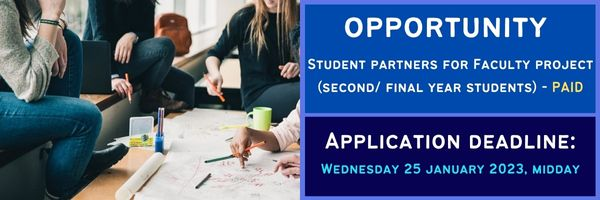 OPPORTUNITY
STUDENT PARTNERS FOR FACULTY PROJECT
(SECOND/ FINAL YEAR STUDENTS) - PAID
APPLICATION DEADLINE:
WEDNESDAY 25 JANUARY 2023, MIDDAY